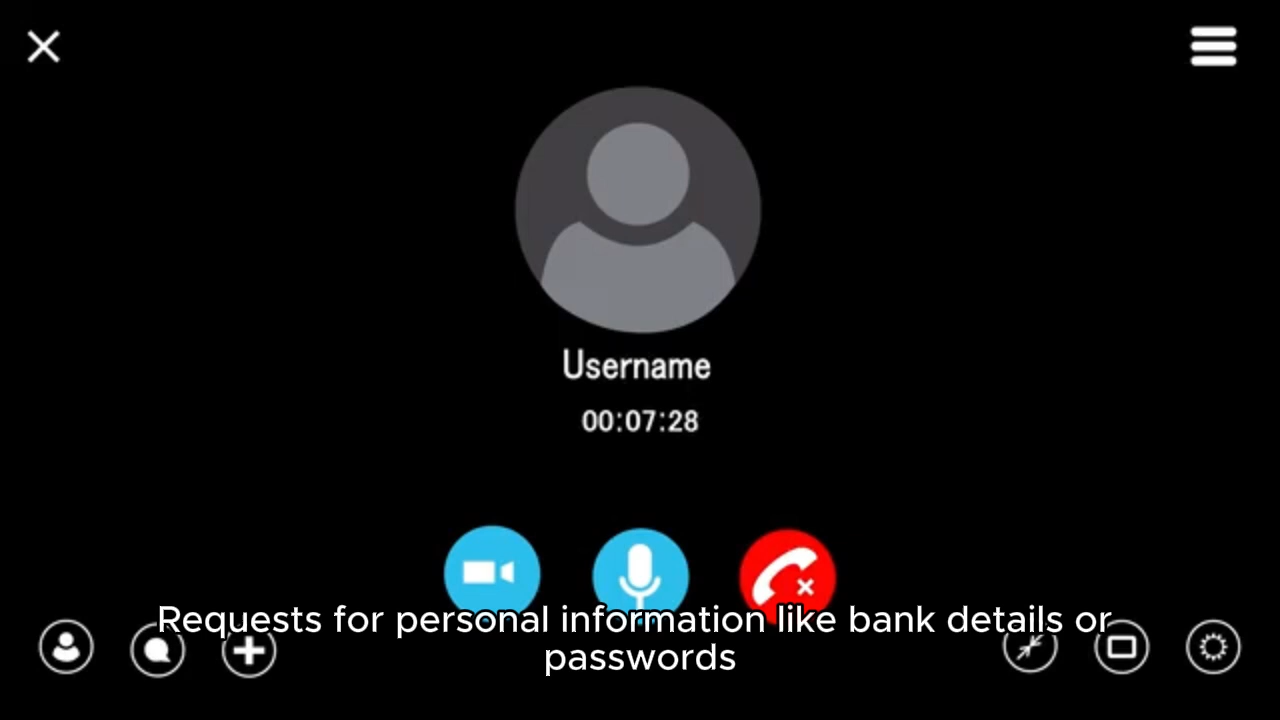 Username
00:07:28
Requests for personal information like bank details or
passwords